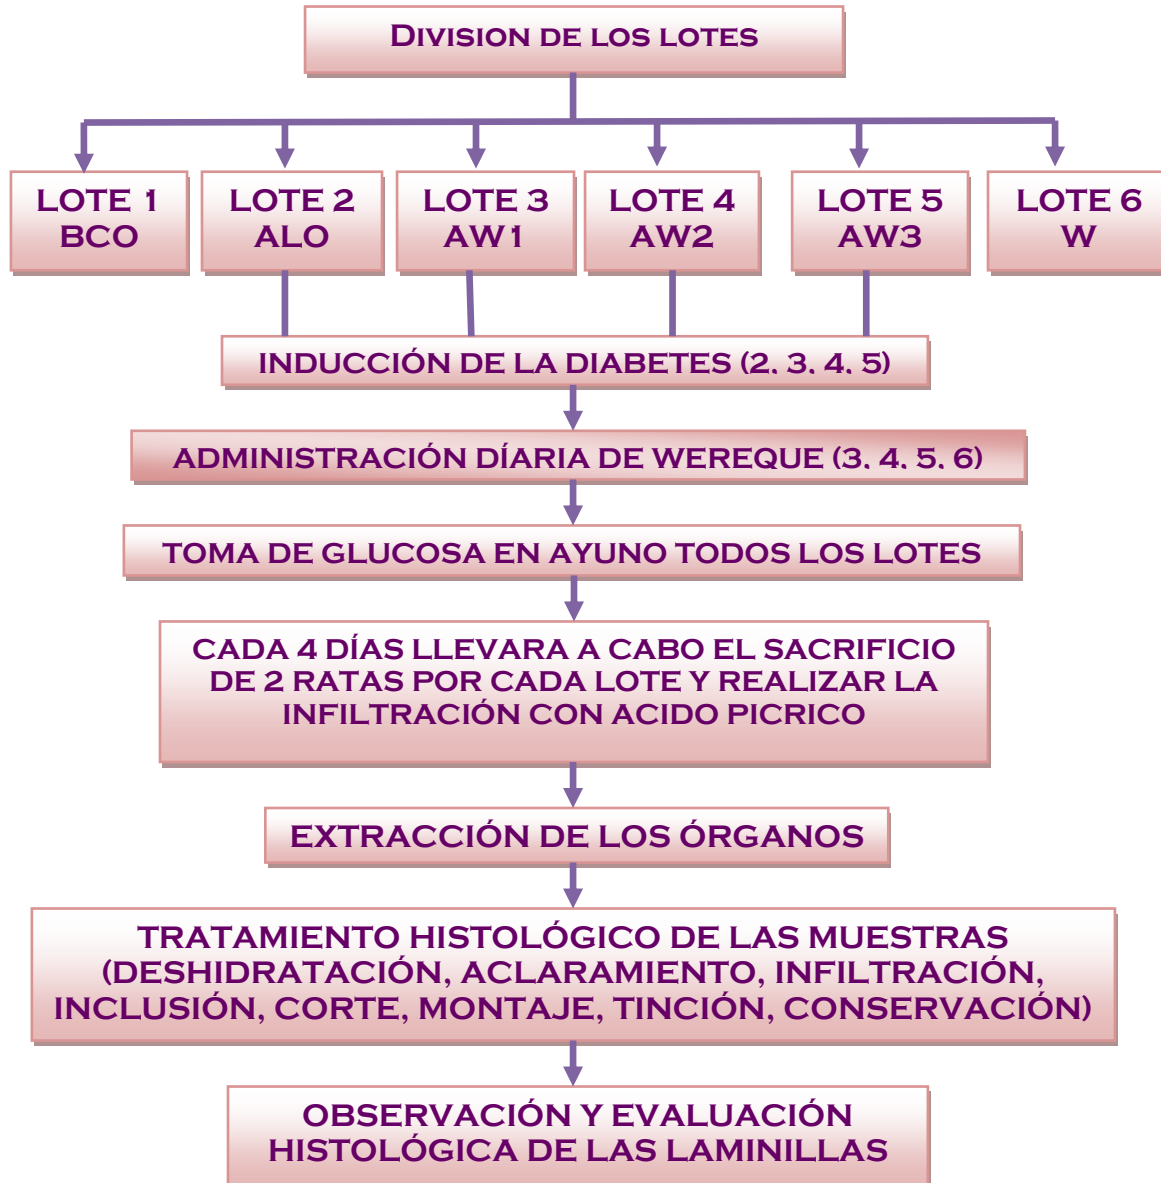 DIVISION DE LOS LOTES
LOTE 1
BCO
LOTE 2
ALO
LOTE 3
AW1
LOTE 4
AW2
LOTE 5
AW3
LOTE 6
W
INDUCCIÓN DE LA DIABETES (2, 3, 4, 5)
ADMINISTRACIÓN DÍARIA DE WEREQUE (3, 4, 5, 6)
TOMA DE GLUCOSA EN AYUNO TODOS LOS LOTES
CADA 4 DÍAS LLEVARA A CABO EL SACRIFICIO
DE 2 RATAS POR CADA LOTE Y REALIZAR LA
INFILTRACIÓN CON ACIDO PICRICO
EXTRACCIÓN DE LOS ÓRGANOS
TRATAMIENTO HISTOLÓGICO DE LAS MUESTRAS
(DESHIDRATACIÓN, ACLARAMIENTO, INFILTRACIÓN,
INCLUSIÓN, CORTE, MONTAJE, TINCIÓN, CONSERVACIÓN)
OBSERVACIÓN Y EVALUACIÓN
HISTOLÓGICA DE LAS LAMINILLAS